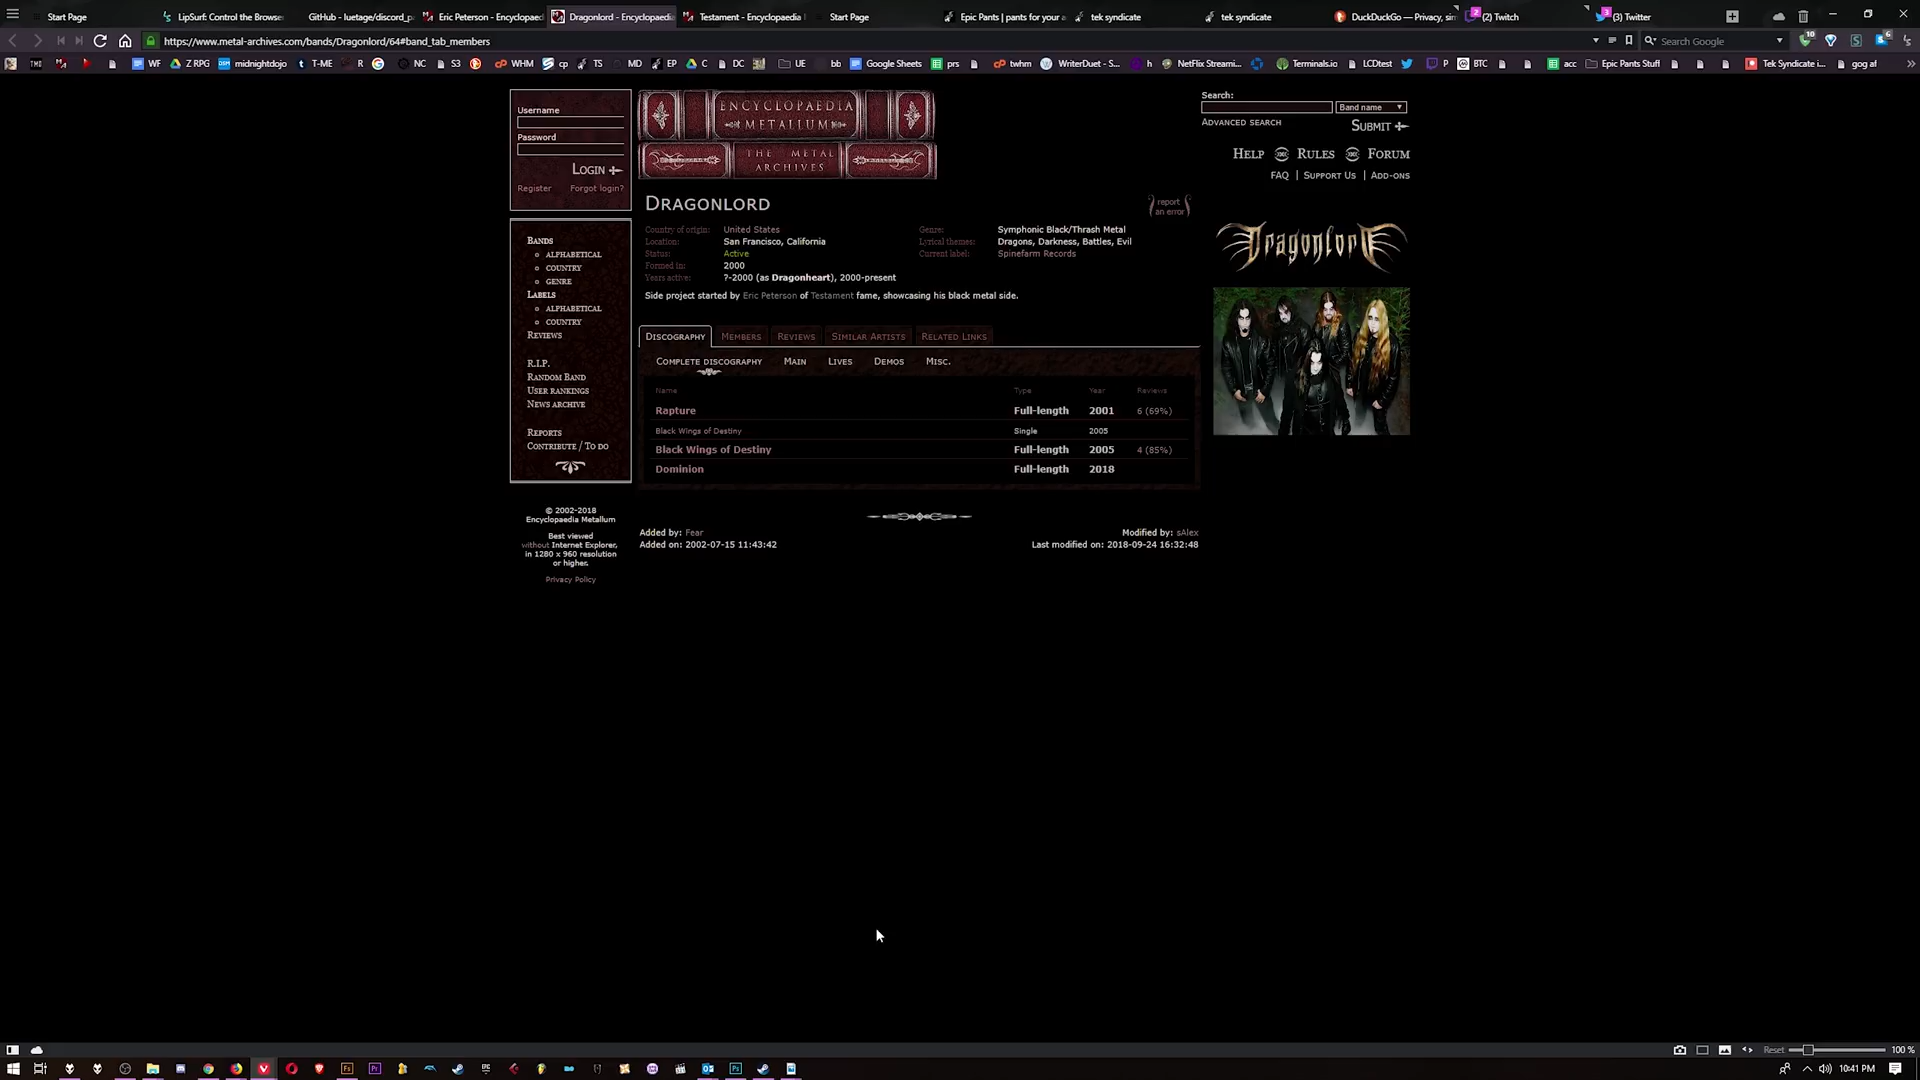 Start Page
LipSurf: Control the Browse
GitHub - luetage/discord_p
Eric Peterson - Encyclopaed
Dragonlord - Encyclopaedi
Testament - Encyclopaedia
Start Page
Epic Pants | pants for your a
tek syndicate
tek syndicate
DuckDuckGo — Privacy, sim
(2) Twitch
(3) Twitter
https://www.metal-archives.com/bands/Dragonlord/64#band_tab_members
Search Google
WF Z RPG midnightdojo T-ME R NC S3 WHM cp TS MD EP C DC UE bb Google Sheets prs twhm WriterDuet - S... h NetFlix Streami... Terminals.io LCDtest P BTC acc Epic Pants Stuff Tek Syndicate i... gog af
Username
Password
Login
Register Forgot login?
ENCYCLOPAEDIA
METALLUM
THE METAL
ARCHIVES
Search:
Band name
Advanced search
Submit
Help Rules Forum
FAQ | Support Us | Add-ons
Bands
Alphabetical
Country
Genre
Labels
Alphabetical
Country
Reviews
R.I.P.
Random Band
User rankings
News archive
Reports
Contribute / To do
© 2002-2018
Encyclopaedia Metallum
Best viewed
without Internet Explorer,
in 1280 x 960 resolution
or higher.
Privacy Policy
Dragonlord
report
an error
Country of origin: United States
Location: San Francisco, California
Status: Active
Formed in: 2000
Years active: ?-2000 (as Dragonheart), 2000-present
Genre: Symphonic Black/Thrash Metal
Lyrical themes: Dragons, Darkness, Battles, Evil
Current label: Spinefarm Records
Side project started by Eric Peterson of Testament fame, showcasing his black metal side.
Dragonlord
Discography Members Reviews Similar Artists Related Links
Complete discography Main Lives Demos Misc.
Name Type Year Reviews
Rapture Full-length 2001 6 (69%)
Black Wings of Destiny Single 2005
Black Wings of Destiny Full-length 2005 4 (85%)
Dominion Full-length 2018
Added by: Fear
Added on: 2002-07-15 11:43:42
Modified by: sAlex
Last modified on: 2018-09-24 16:32:48
Reset
100 %
10:41 PM